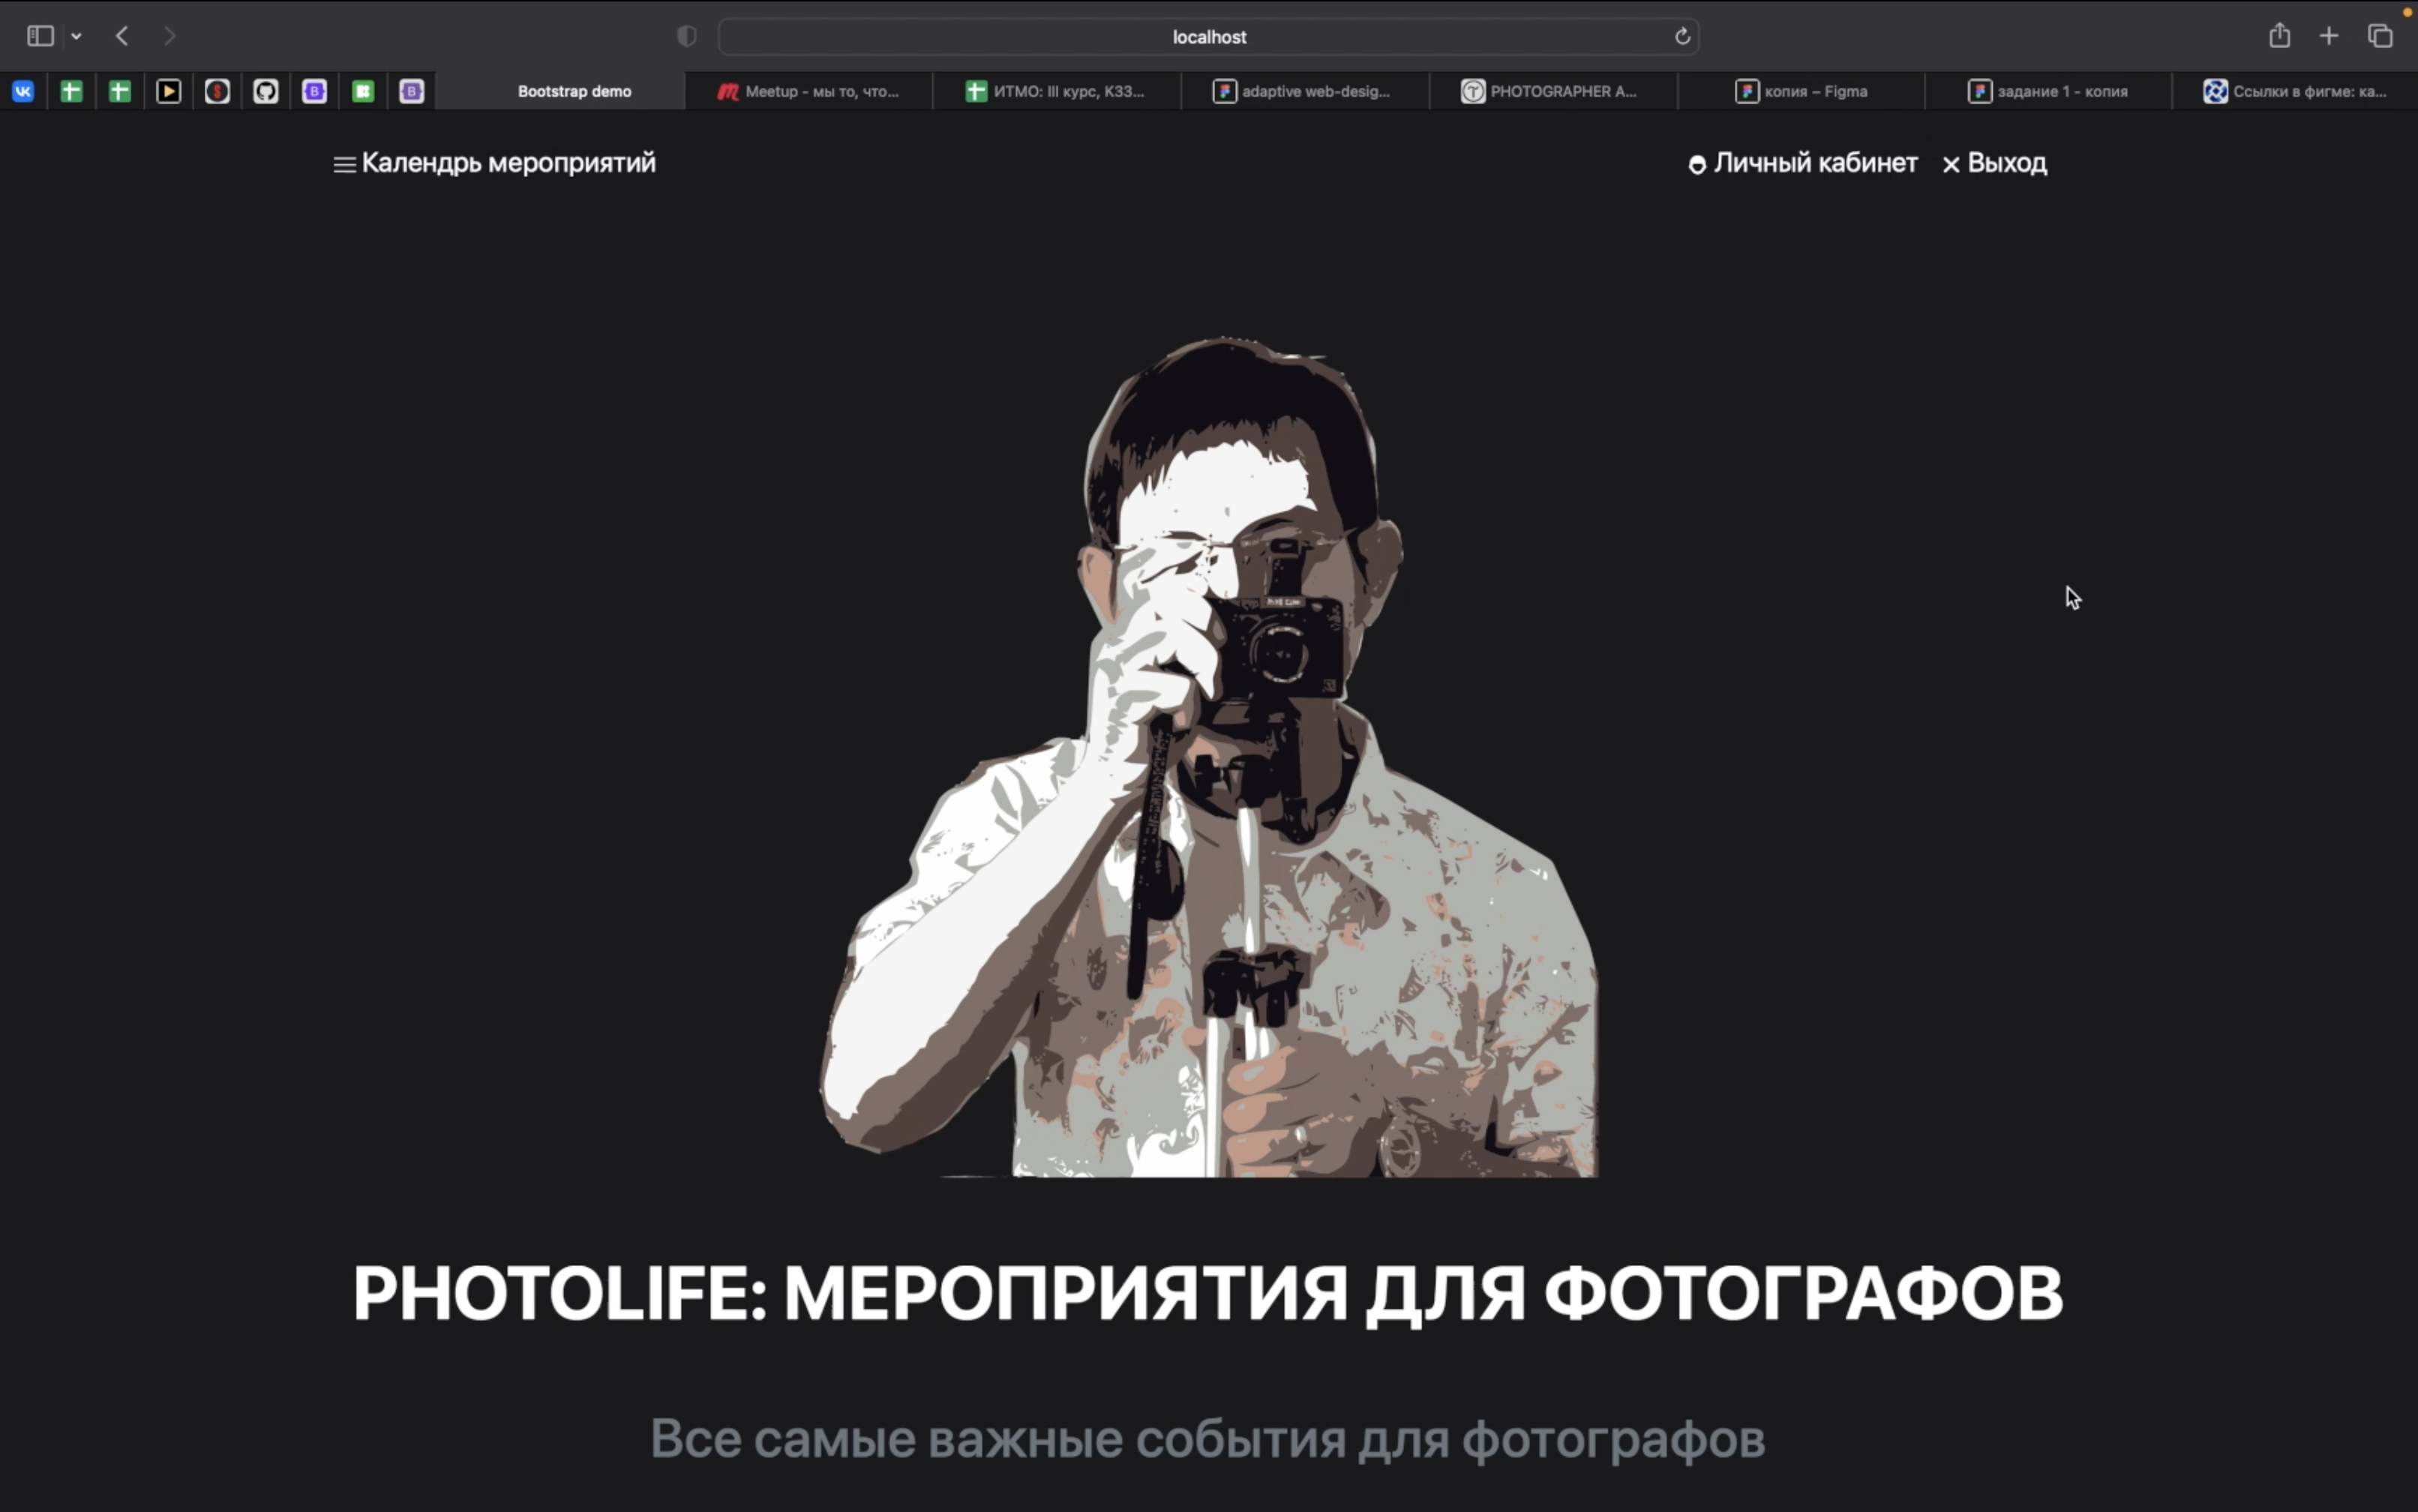 localhost
Bootstrap demo
Meetup - мы то, что...
ИТМО: III курс, К33...
adaptive web-desig...
PHOTOGRAPHER A...
копия – Figma
задание 1 - копия
Ссылки в фигме: ка...
Календрь мероприятий
Личный кабинет
Выход
PHOTOLIFE: МЕРОПРИЯТИЯ ДЛЯ ФОТОГРАФОВ
Все самые важные события для фотографов